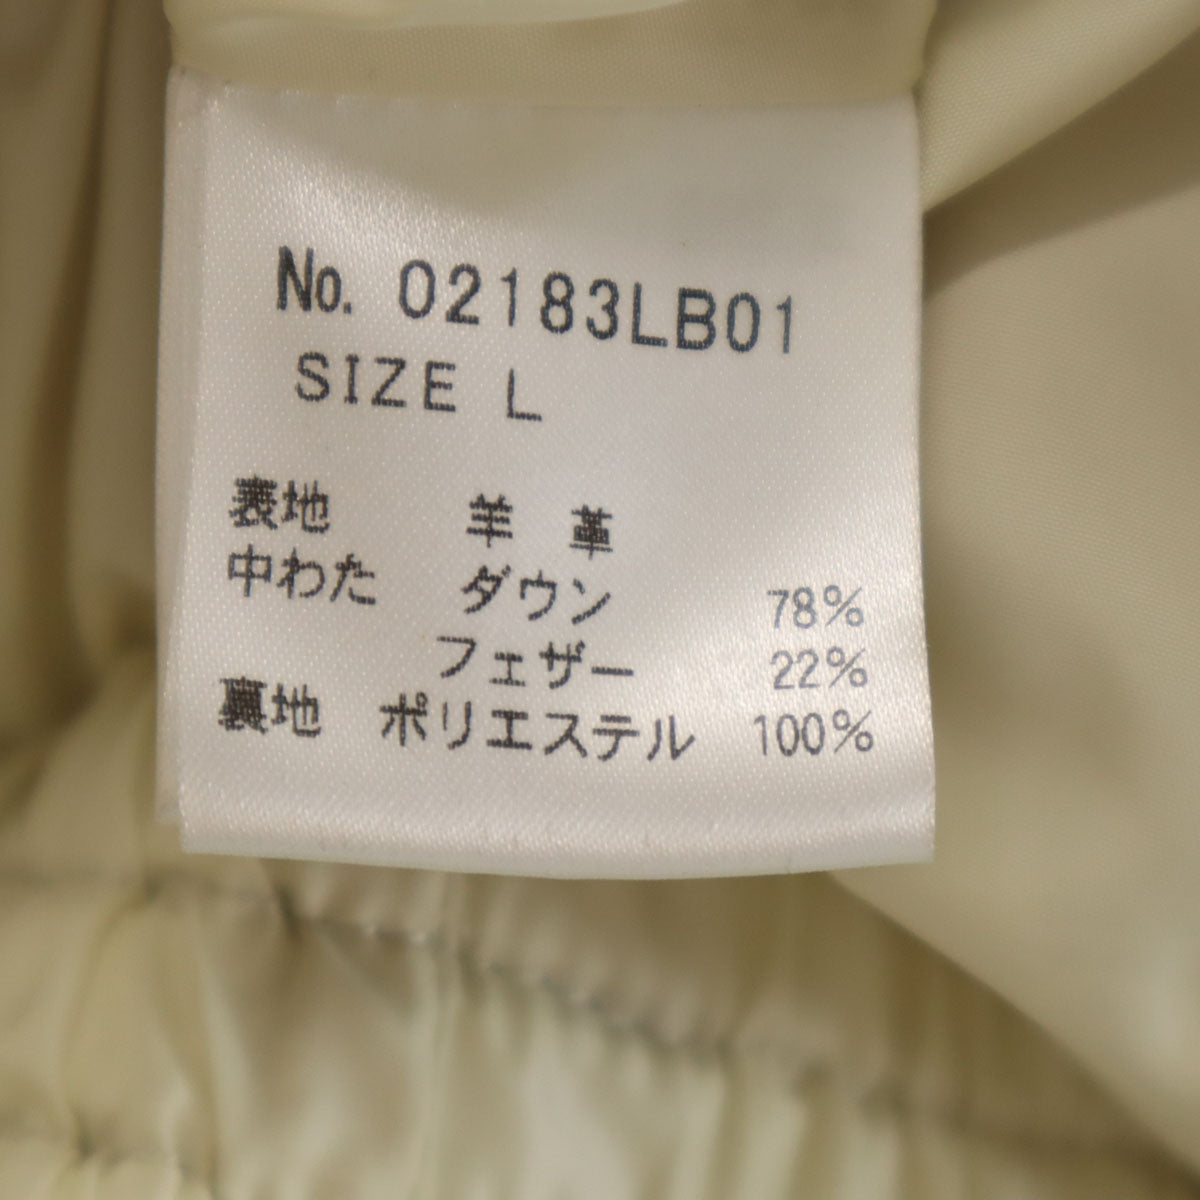 No. 02183LB01
SIZE L
表地 羊 革
中わた ダウン 78%
フェザー 22%
裏地 ポリエステル 100%